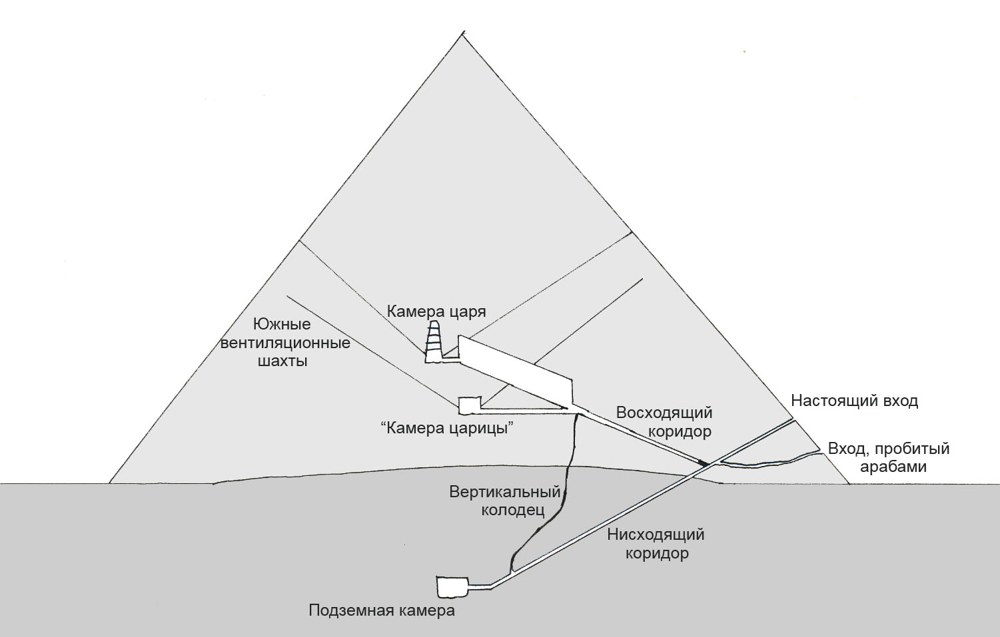 Камера царя
Южные
вентиляционные
шахты
Настоящий вход
Восходящий
коридор
“Камера царицы”
Вход, пробитый
арабами
Вертикальный
колодец
Нисходящий
коридор
Подземная камера